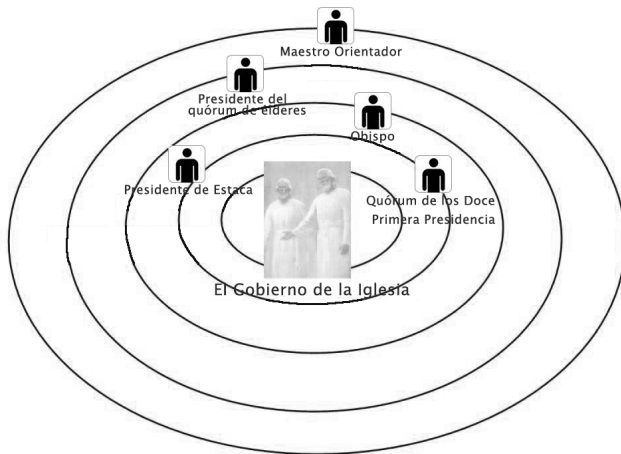 Maestro Orientador
Presidente del
quórum de élderes
Obispo
Presidente de Estaca
Quórum de los Doce
Primera Presidencia
El Gobierno de la Iglesia